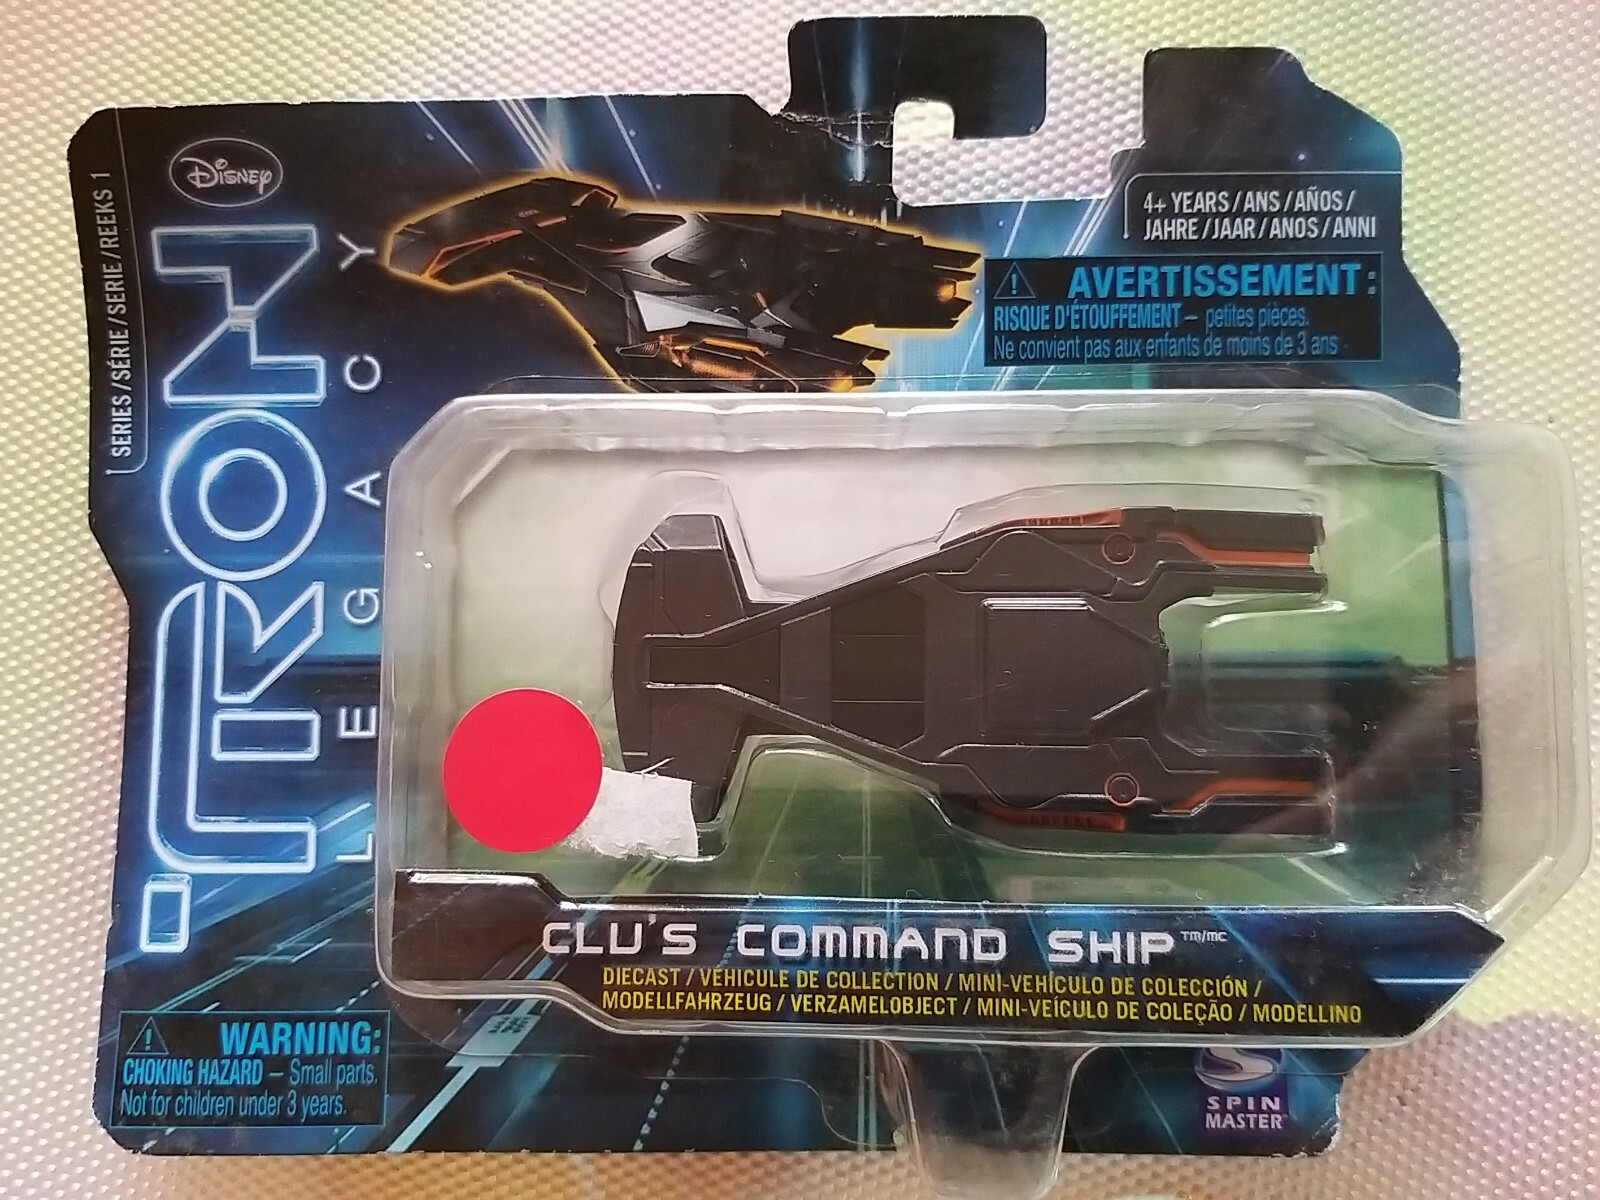 Disney
SERIES / SÉRIE / SERIE / REEKS 1
TRON
LEGACY
4+ YEARS / ANS / AÑOS /
JAHRE / JAAR / ANOS / ANNI
AVERTISSEMENT :
RISQUE D'ÉTOUFFEMENT – petites pièces.
Ne convient pas aux enfants de moins de 3 ans
CLU'S COMMAND SHIP TM/MC
DIECAST / VÉHICULE DE COLLECTION / MINI-VEHÍCULO DE COLECCIÓN /
MODELLFAHRZEUG / VERZAMELOBJECT / MINI-VEÍCULO DE COLEÇÃO / MODELLINO
WARNING:
CHOKING HAZARD – Small parts.
Not for children under 3 years.
SPIN
MASTER